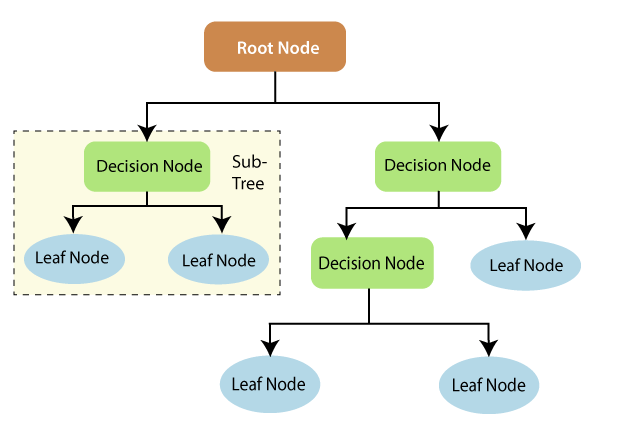 Root Node
Decision Node
Sub-
Tree
Decision Node
Leaf Node
Leaf Node
Decision Node
Leaf Node
Leaf Node
Leaf Node